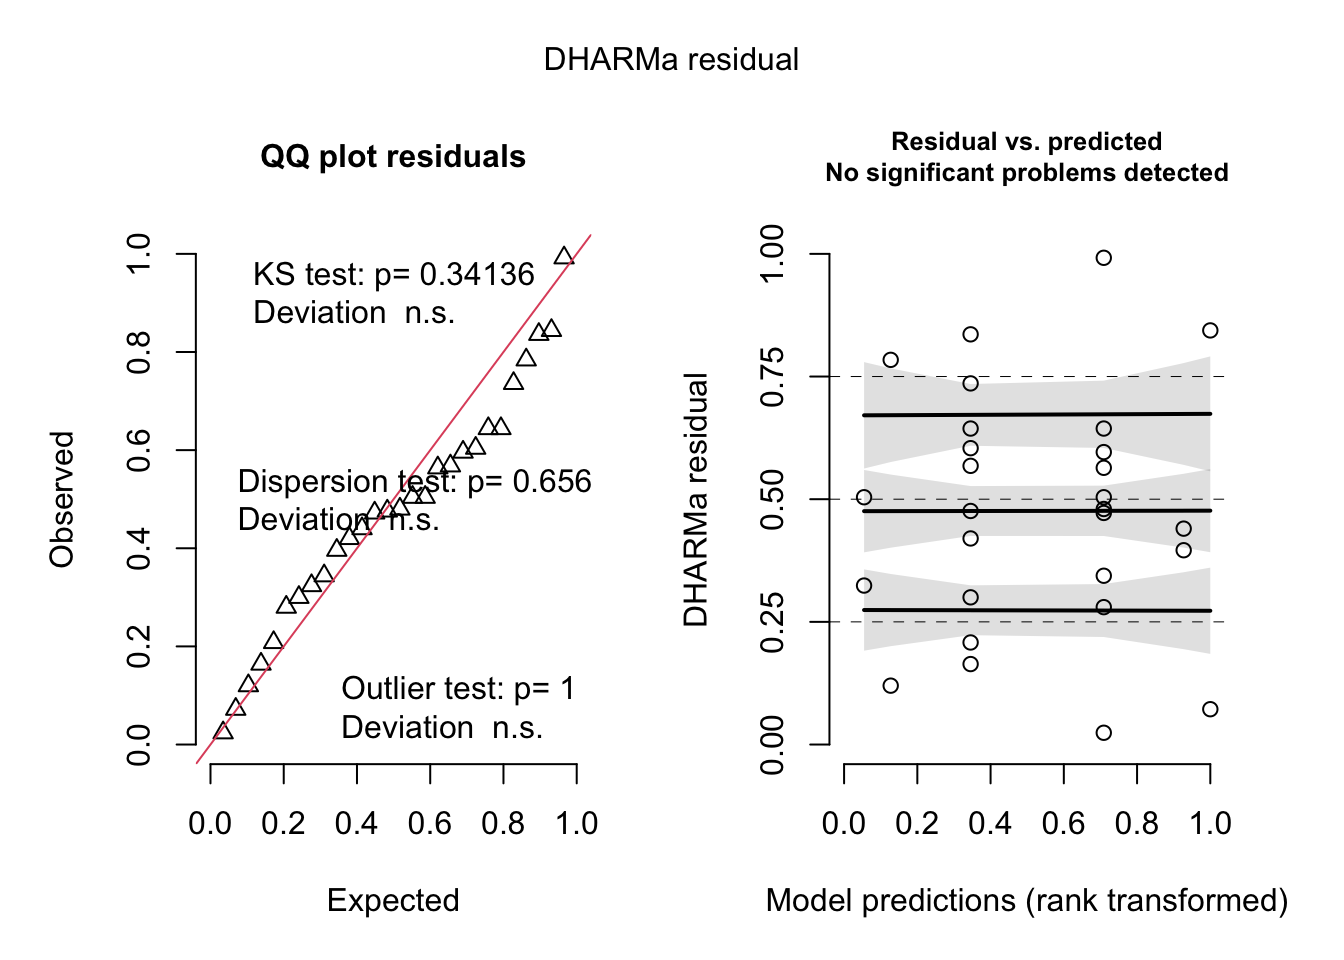 DHARMa residual
QQ plot residuals
KS test: p= 0.34136
Deviation  n.s.
Dispersion test: p= 0.656
Deviation  n.s.
Outlier test: p= 1
Deviation  n.s.
Observed
0.0 0.2 0.4 0.6 0.8 1.0
0.0 0.2 0.4 0.6 0.8 1.0
Expected
Residual vs. predicted
No significant problems detected
DHARMa residual
0.00 0.25 0.50 0.75 1.00
0.0 0.2 0.4 0.6 0.8 1.0
Model predictions (rank transformed)